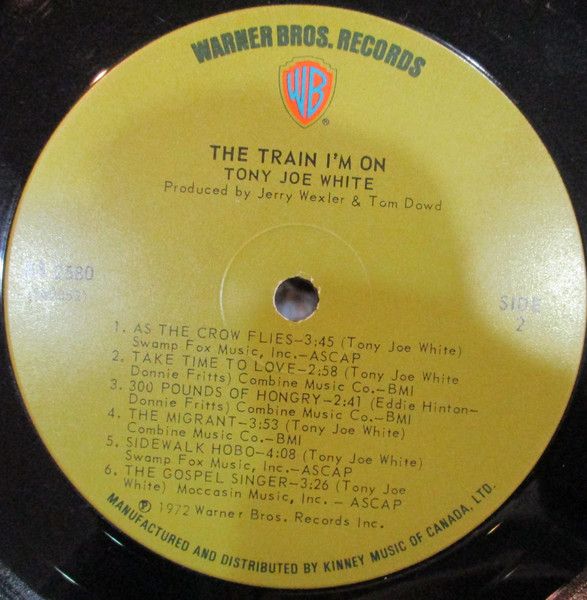 WARNER BROS. RECORDS
WB
®
THE TRAIN I'M ON
TONY JOE WHITE
Produced by Jerry Wexler & Tom Dowd
2580
SIDE
2
1. AS THE CROW FLIES–3:45 (Tony Joe White)
Swamp Fox Music, Inc.–ASCAP
2. TAKE TIME TO LOVE–2:58 (Tony Joe White
Donnie Fritts) Combine Music Co.–BMI
3. 300 POUNDS OF HONGRY–2:41 (Eddie Hinton–
Donnie Fritts) Combine Music Co.–BMI
4. THE MIGRANT–3:53 (Tony Joe White)
Combine Music Co.–BMI
5. SIDEWALK HOBO–4:08 (Tony Joe White)
Swamp Fox Music, Inc.–ASCAP
6. THE GOSPEL SINGER–3:26 (Tony Joe
White) Moccasin Music, Inc. – ASCAP
℗ 1972 Warner Bros. Records Inc.
MANUFACTURED AND DISTRIBUTED BY KINNEY MUSIC OF CANADA, LTD.